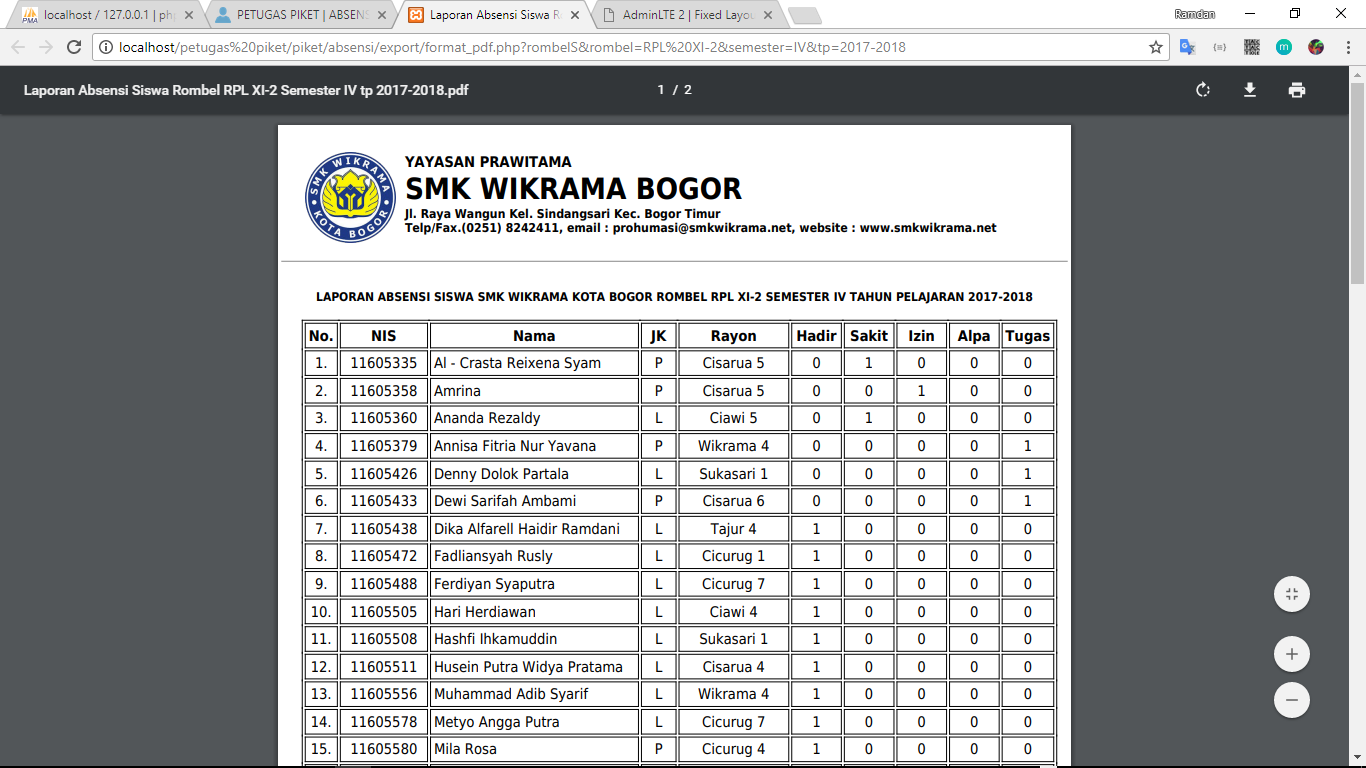 localhost / 127.0.0.1 | ph
PETUGAS PIKET | ABSENS
Laporan Absensi Siswa R
AdminLTE 2 | Fixed Layou
Ramdan
localhost/petugas%20piket/piket/absensi/export/format_pdf.php?rombelS&rombel=RPL%20XI-2&semester=IV&tp=2017-2018
Laporan Absensi Siswa Rombel RPL XI-2 Semester IV tp 2017-2018.pdf
1 / 2
YAYASAN PRAWITAMA
SMK WIKRAMA BOGOR
Jl. Raya Wangun Kel. Sindangsari Kec. Bogor Timur
Telp/Fax.(0251) 8242411, email : prohumasi@smkwikrama.net, website : www.smkwikrama.net
SMK WIKRAMA
KOTA BOGOR
LAPORAN ABSENSI SISWA SMK WIKRAMA KOTA BOGOR ROMBEL RPL XI-2 SEMESTER IV TAHUN PELAJARAN 2017-2018
No. NIS Nama JK Rayon Hadir Sakit Izin Alpa Tugas
1. 11605335 Al - Crasta Reixena Syam P Cisarua 5 0 1 0 0 0
2. 11605358 Amrina P Cisarua 5 0 0 1 0 0
3. 11605360 Ananda Rezaldy L Ciawi 5 0 1 0 0 0
4. 11605379 Annisa Fitria Nur Yavana P Wikrama 4 0 0 0 0 1
5. 11605426 Denny Dolok Partala L Sukasari 1 0 0 0 0 1
6. 11605433 Dewi Sarifah Ambami P Cisarua 6 0 0 0 0 1
7. 11605438 Dika Alfarell Haidir Ramdani L Tajur 4 1 0 0 0 0
8. 11605472 Fadliansyah Rusly L Cicurug 1 1 0 0 0 0
9. 11605488 Ferdiyan Syaputra L Cicurug 7 1 0 0 0 0
10. 11605505 Hari Herdiawan L Ciawi 4 1 0 0 0 0
11. 11605508 Hashfi Ihkamuddin L Sukasari 1 1 0 0 0 0
12. 11605511 Husein Putra Widya Pratama L Cisarua 4 1 0 0 0 0
13. 11605556 Muhammad Adib Syarif L Wikrama 4 1 0 0 0 0
14. 11605578 Metyo Angga Putra L Cicurug 7 1 0 0 0 0
15. 11605580 Mila Rosa P Cicurug 4 1 0 0 0 0